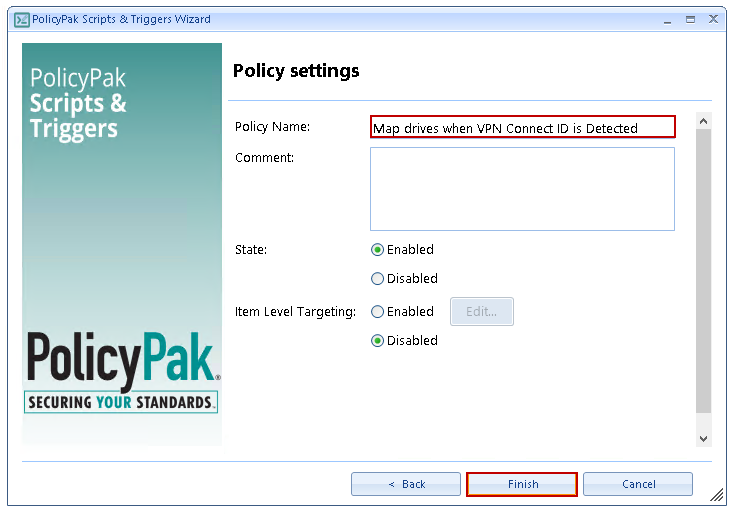 PolicyPak Scripts & Triggers Wizard
PolicyPak
Scripts &
Triggers
Policy settings
Policy Name:
Map drives when VPN Connect ID is Detected
Comment:
State:
Enabled
Disabled
Item Level Targeting:
Enabled
Edit...
Disabled
PolicyPak®
SECURING YOUR STANDARDS™
< Back
Finish
Cancel